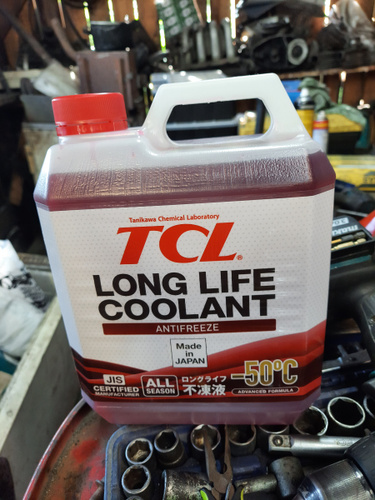 Tanikawa Chemical Laboratory
TCL®
LONG LIFE
COOLANT
ANTIFREEZE
Made
in
JAPAN
JIS
CERTIFIED
MANUFACTURER
ALL
SEASON
ロングライフ
不凍液
-50°C
ADVANCED FORMULA